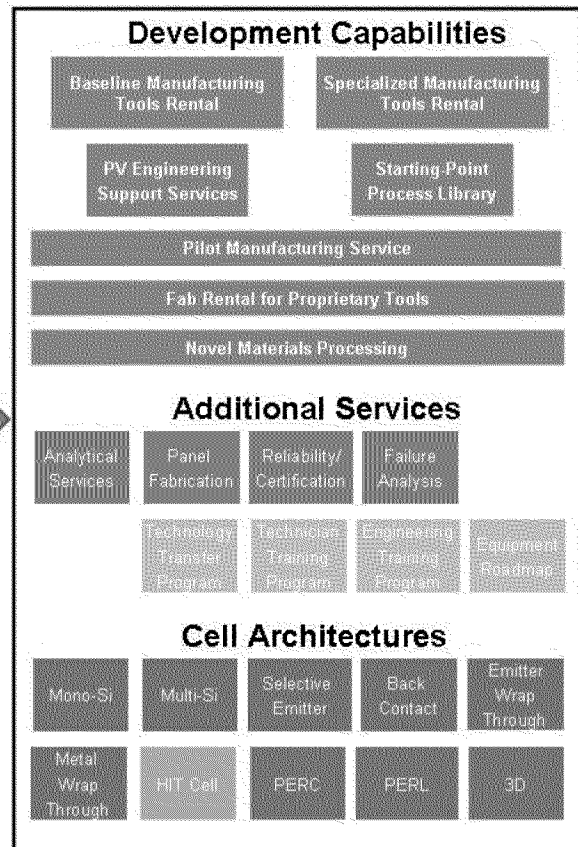 Development Capabilities
Baseline Manufacturing
Tools Rental
Specialized Manufacturing
Tools Rental
PV Engineering
Support Services
Starting-Point
Process Library
Pilot Manufacturing Service
Fab Rental for Proprietary Tools
Novel Materials Processing
Additional Services
Analytical
Services
Panel
Fabrication
Reliability/
Certification
Failure
Analysis
Technology
Transfer
Program
Technician
Training
Program
Engineering
Training
Program
Equipment
Roadmap
Cell Architectures
Mono-Si
Multi-Si
Selective
Emitter
Back
Contact
Emitter
Wrap
Through
Metal
Wrap
Through
HIT Cell
PERC
PERL
3D